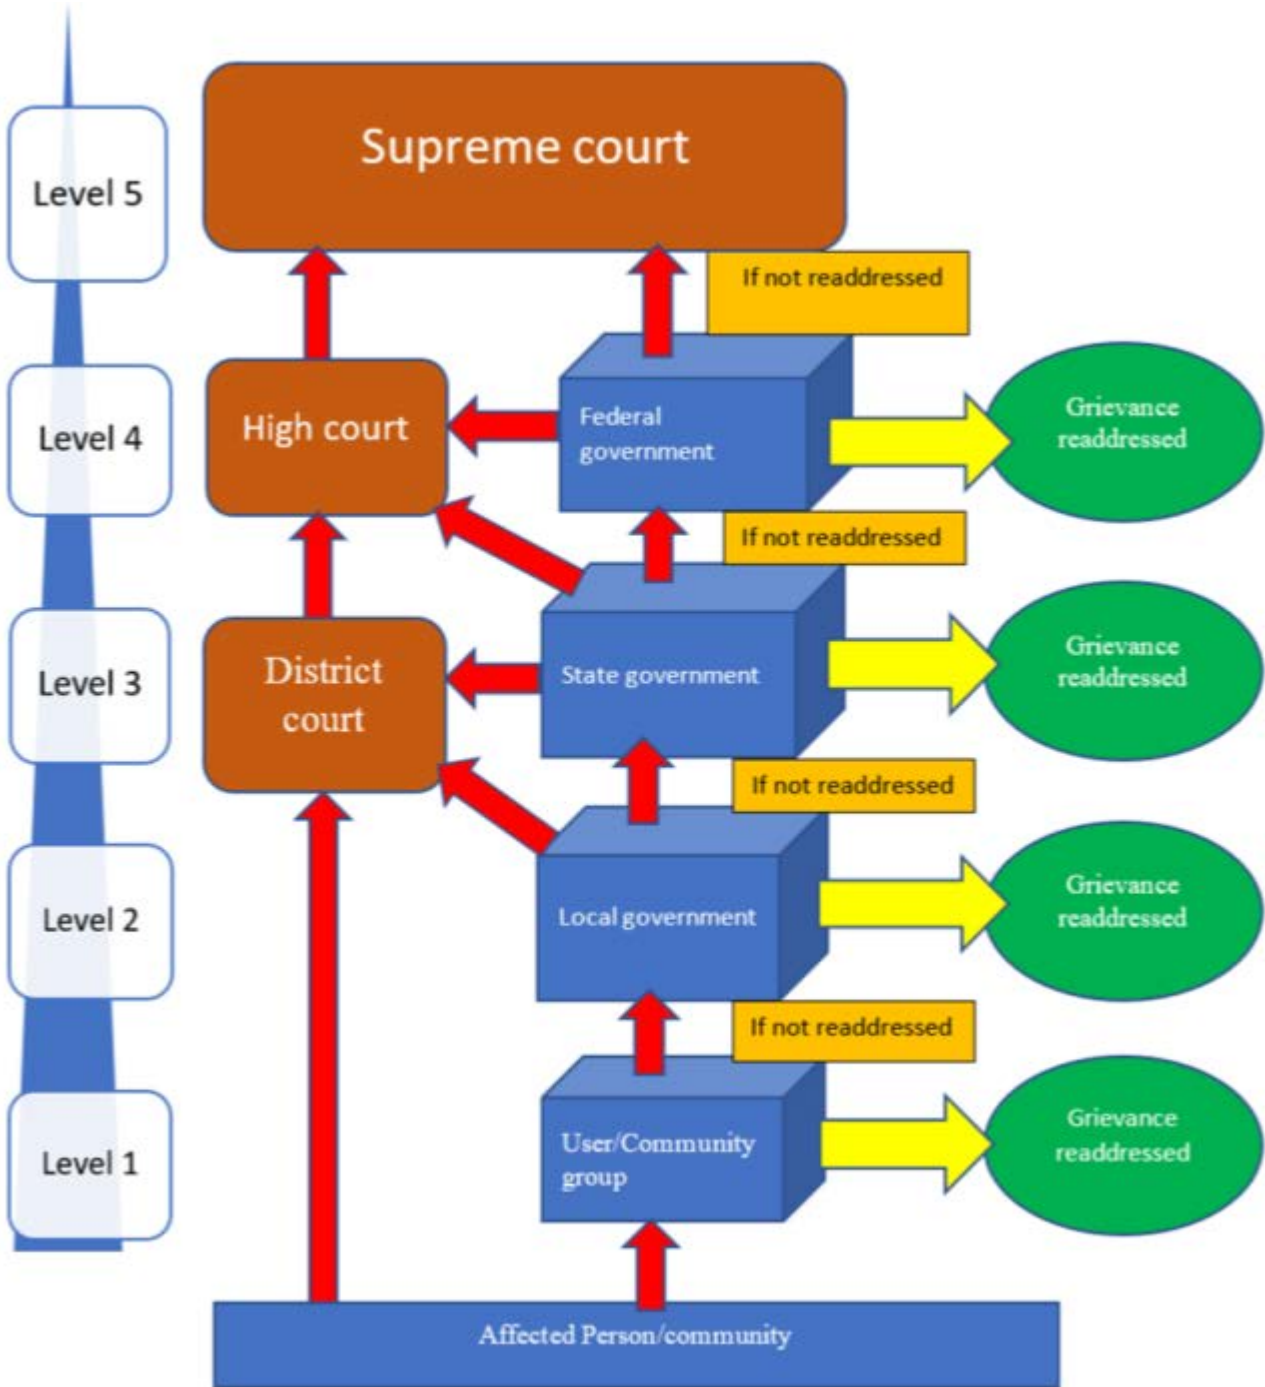 Supreme court
Level 5
If not readdressed
Level 4
High court
Federal
government
Grievance
readdressed
If not readdressed
Level 3
District
court
State government
Grievance
readdressed
If not readdressed
Level 2
Local government
Grievance
readdressed
If not readdressed
Level 1
User/Community
group
Grievance
readdressed
Affected Person/community